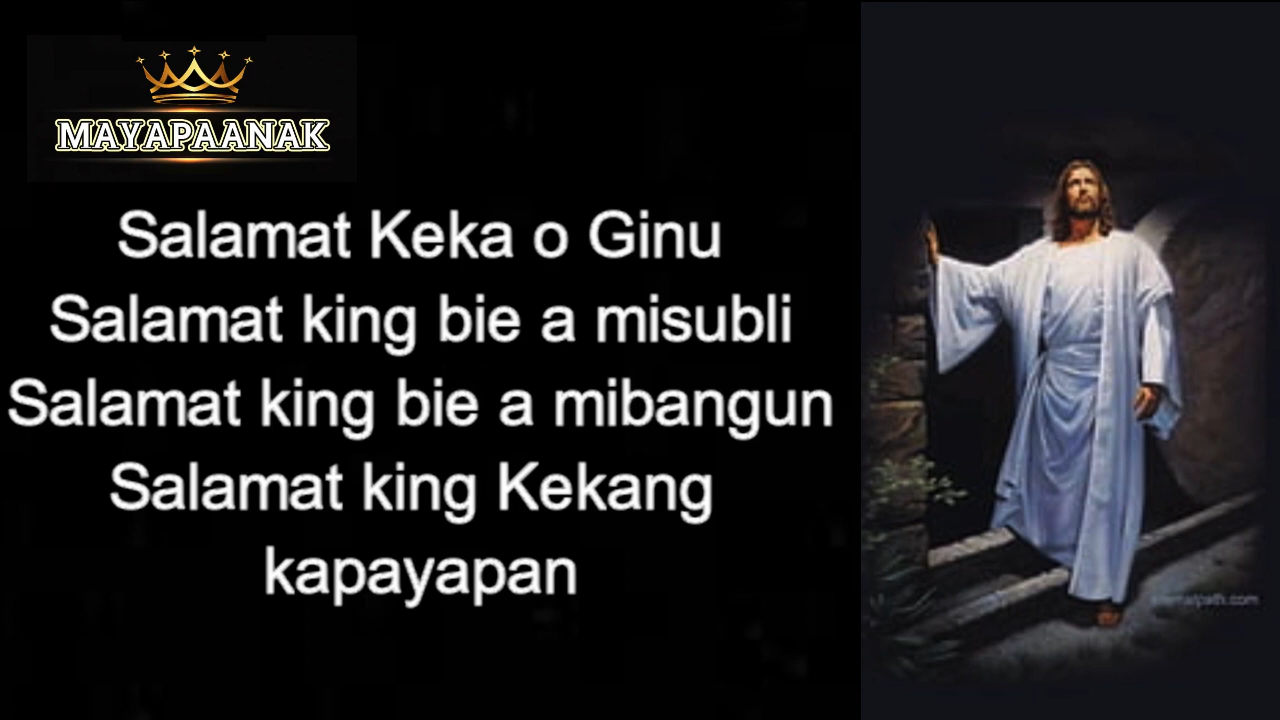 MAYAPAANAK
Salamat Keka o Ginu
Salamat king bie a misubli
Salamat king bie a mibangun
Salamat king Kekang
kapayapan